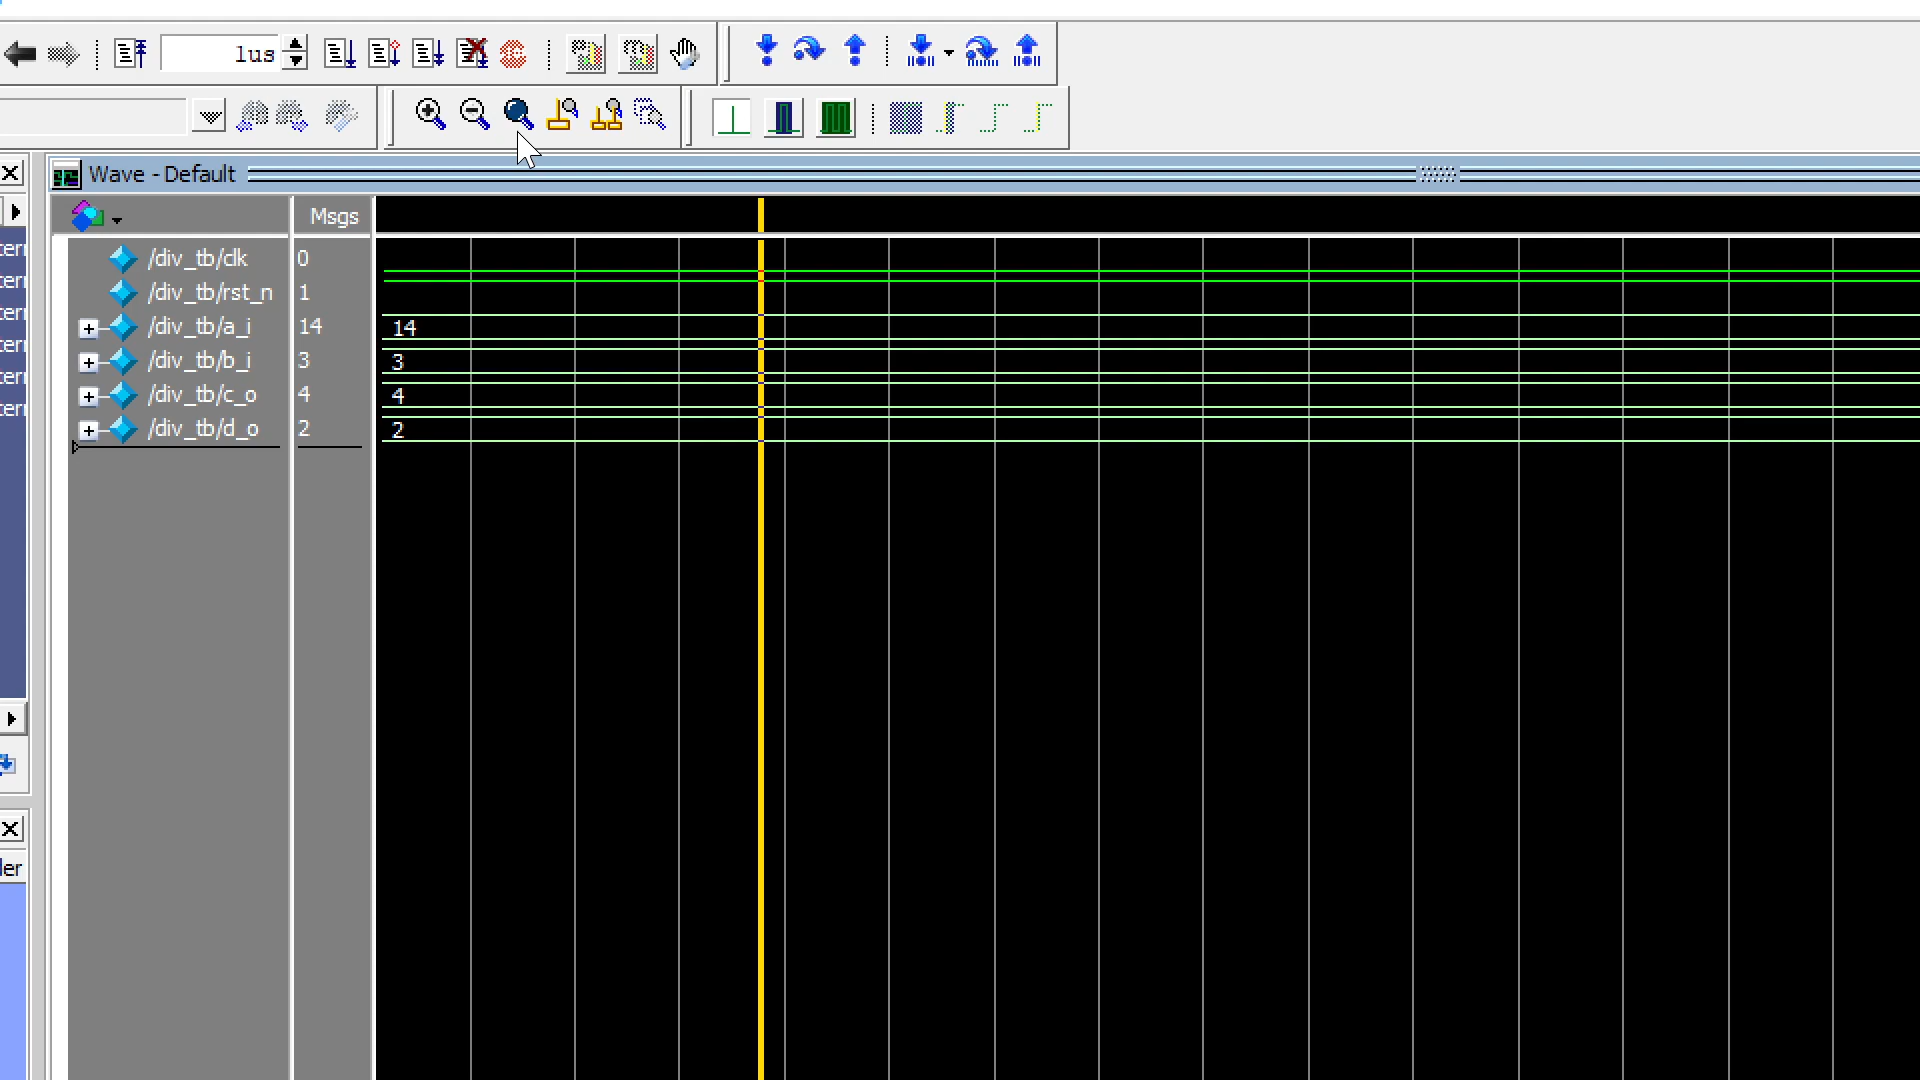 1us
Wave - Default
Msgs
/div_tb/clk 0
/div_tb/rst_n 1
/div_tb/a_i 14 14
/div_tb/b_i 3 3
/div_tb/c_o 4 4
/div_tb/d_o 2 2